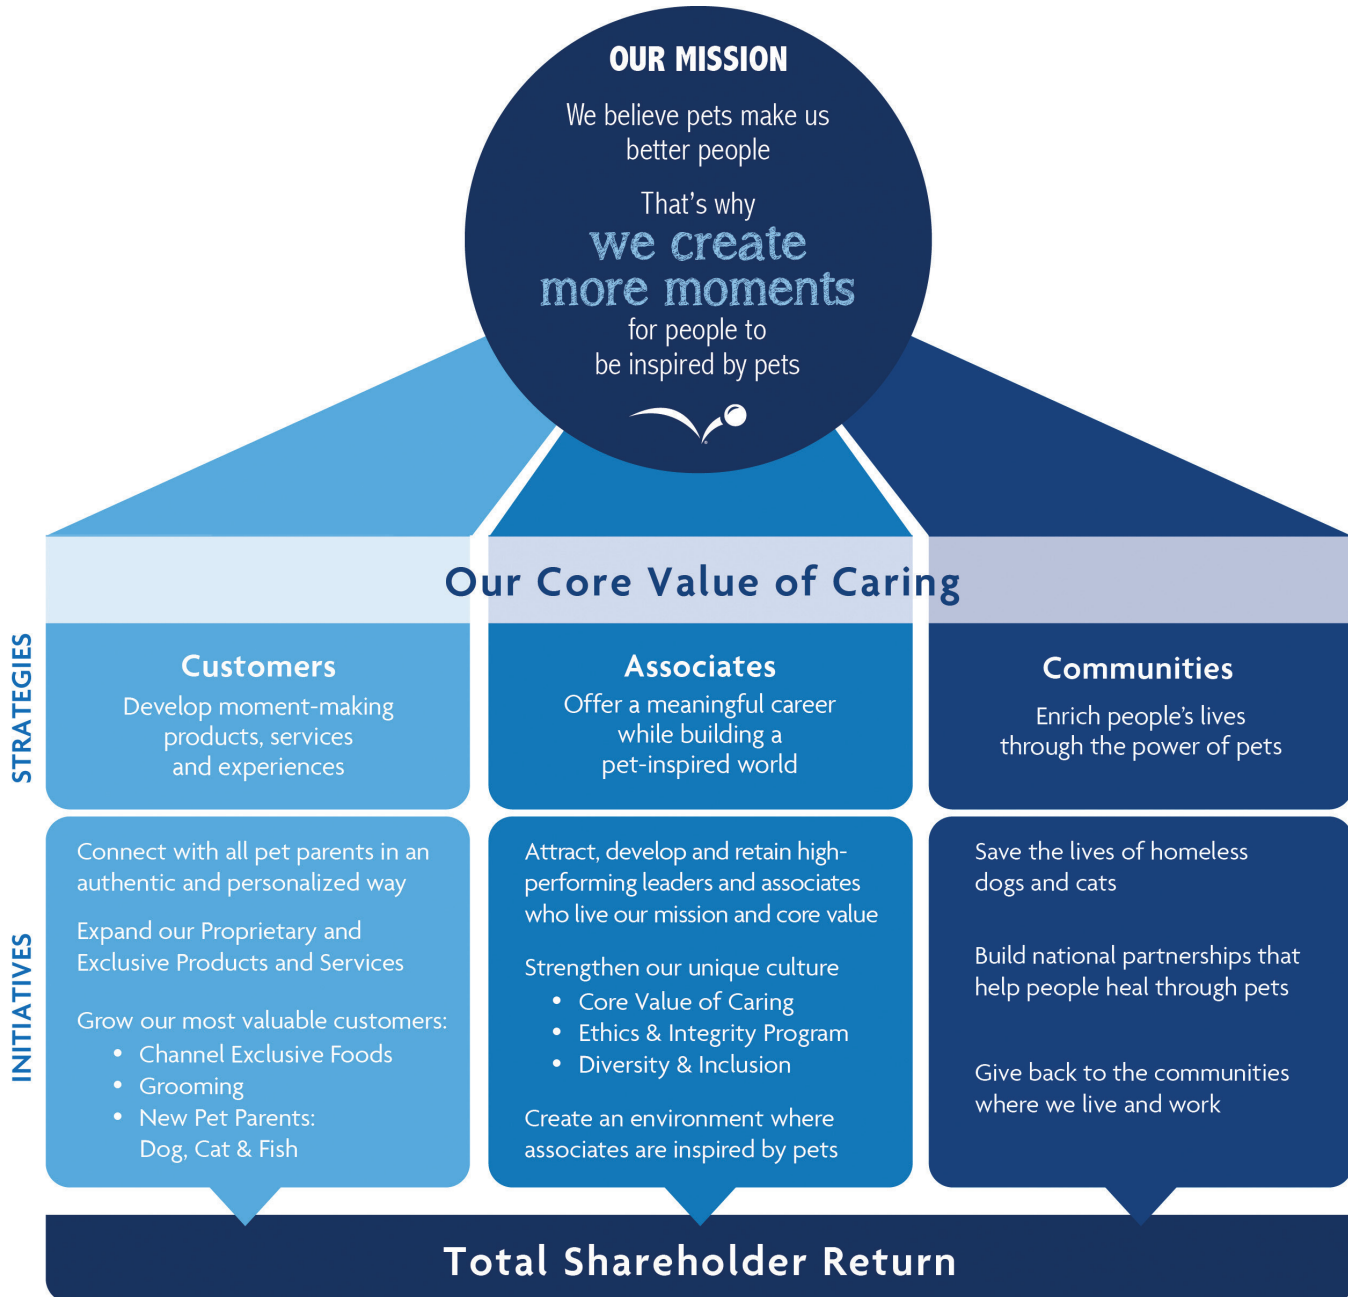 OUR MISSION
We believe pets make us
better people
That's why
we create
more moments
for people to
be inspired by pets
Our Core Value of Caring
STRATEGIES
Customers
Develop moment-making
products, services
and experiences
Associates
Offer a meaningful career
while building a
pet-inspired world
Communities
Enrich people's lives
through the power of pets
INITIATIVES
Connect with all pet parents in an
authentic and personalized way
Expand our Proprietary and
Exclusive Products and Services
Grow our most valuable customers:
• Channel Exclusive Foods
• Grooming
• New Pet Parents:
Dog, Cat & Fish
Attract, develop and retain high-
performing leaders and associates
who live our mission and core value
Strengthen our unique culture
• Core Value of Caring
• Ethics & Integrity Program
• Diversity & Inclusion
Create an environment where
associates are inspired by pets
Save the lives of homeless
dogs and cats
Build national partnerships that
help people heal through pets
Give back to the communities
where we live and work
Total Shareholder Return